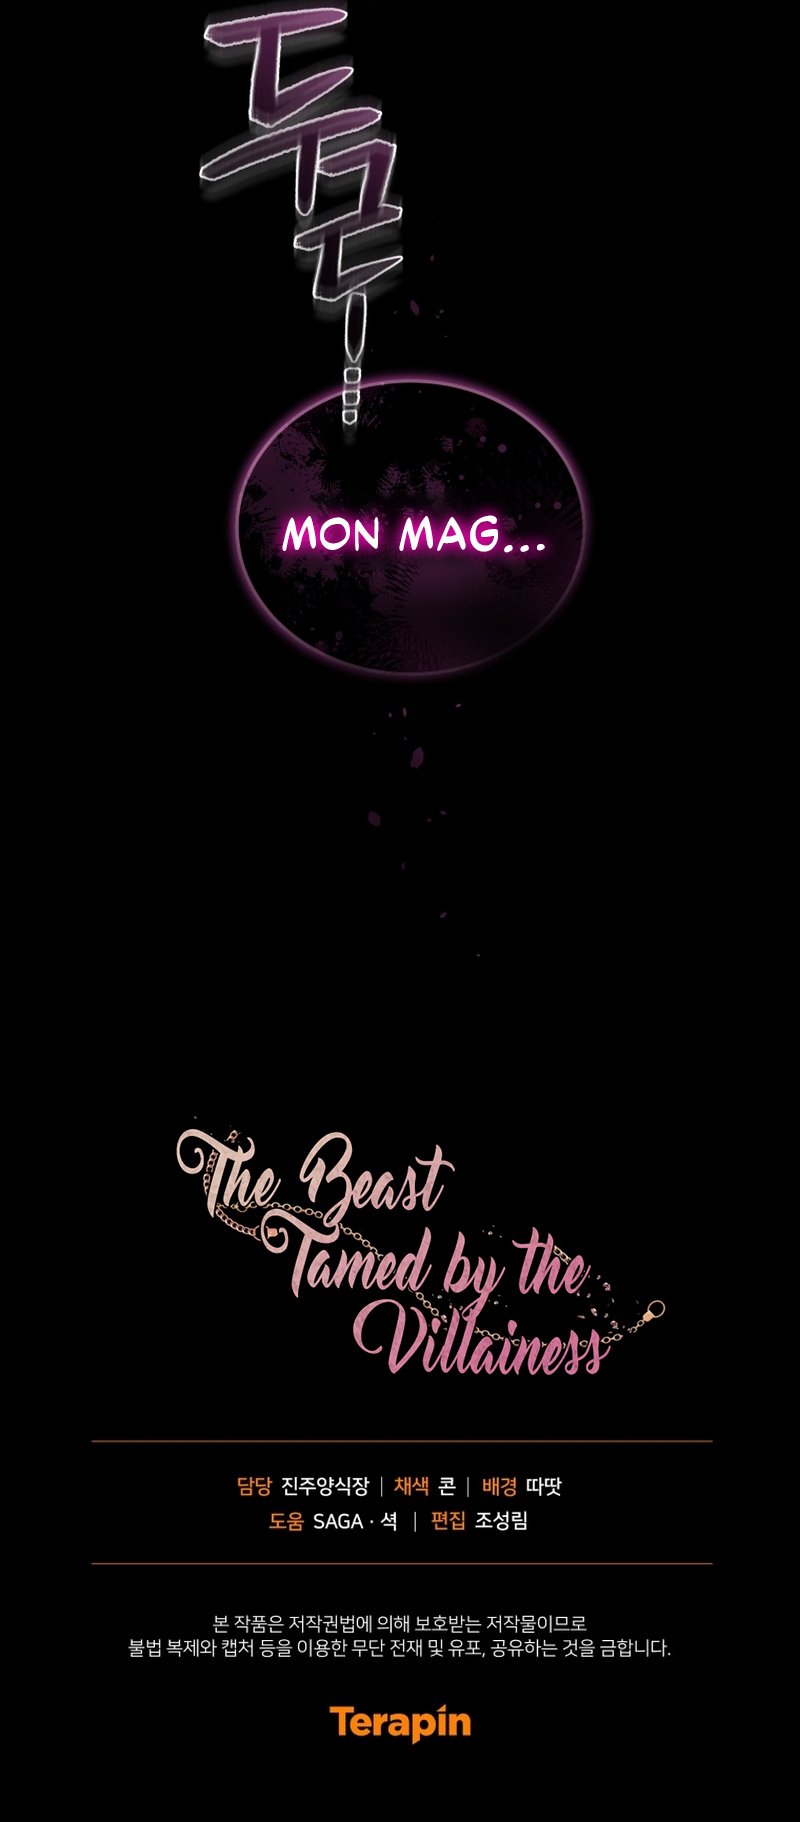 두근
MON MAG...
The Beast
Tamed by the
Villainess
담당 진주양식장 | 채색 콘 | 배경 따땃
도움 SAGA · 셕 | 편집 조성림
본 작품은 저작권법에 의해 보호받는 저작물이므로
불법 복제와 캡처 등을 이용한 무단 전재 및 유포, 공유하는 것을 금합니다.
Terapin